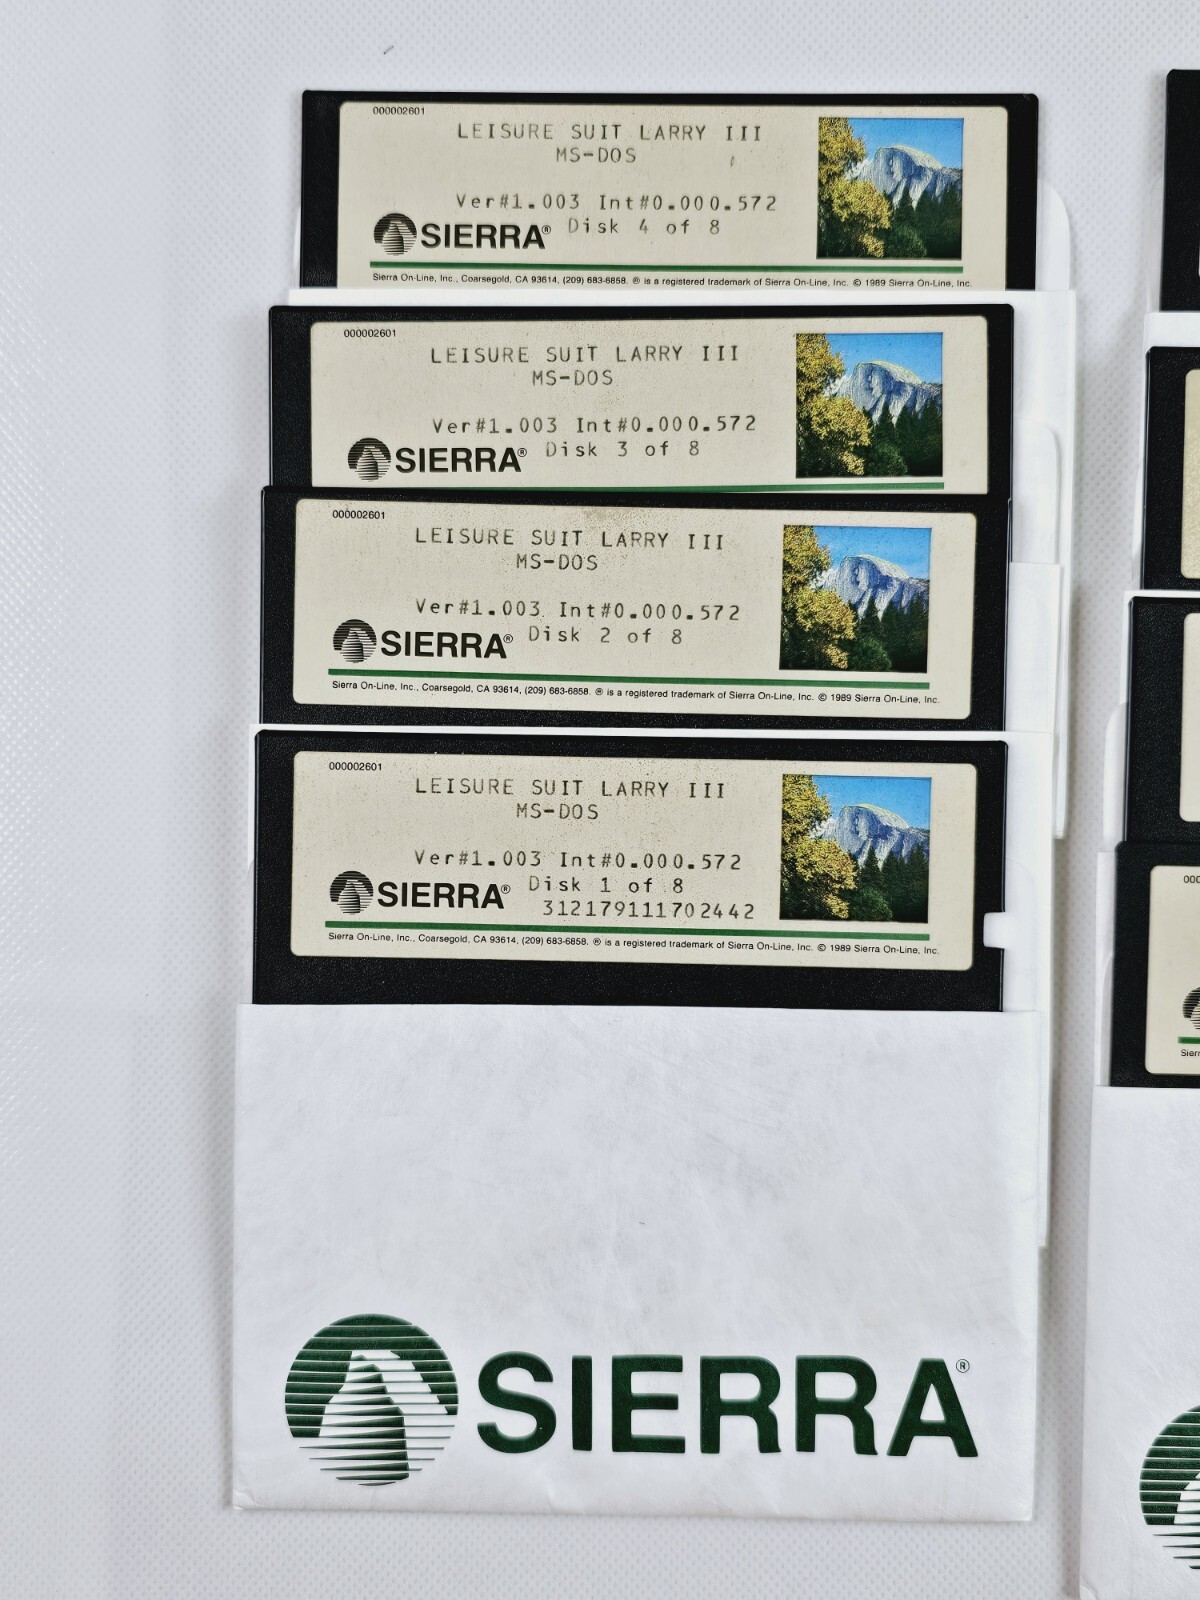 000002601
LEISURE SUIT LARRY III
MS-DOS
Ver#1.003 Int#0.000.572
SIERRA® Disk 4 of 8
Sierra On-Line, Inc., Coarsegold, CA 93614, (209) 683-6858. ® is a registered trademark of Sierra On-Line, Inc. © 1989 Sierra On-Line, Inc.
000002601
LEISURE SUIT LARRY III
MS-DOS
Ver#1.003 Int#0.000.572
SIERRA® Disk 3 of 8
000002601
LEISURE SUIT LARRY III
MS-DOS
Ver#1.003 Int#0.000.572
SIERRA® Disk 2 of 8
Sierra On-Line, Inc., Coarsegold, CA 93614, (209) 683-6858. ® is a registered trademark of Sierra On-Line, Inc. © 1989 Sierra On-Line, Inc.
000002601
LEISURE SUIT LARRY III
MS-DOS
Ver#1.003 Int#0.000.572
Disk 1 of 8
SIERRA® 312179111702442
Sierra On-Line, Inc., Coarsegold, CA 93614, (209) 683-6858. ® is a registered trademark of Sierra On-Line, Inc. © 1989 Sierra On-Line, Inc.
SIERRA®